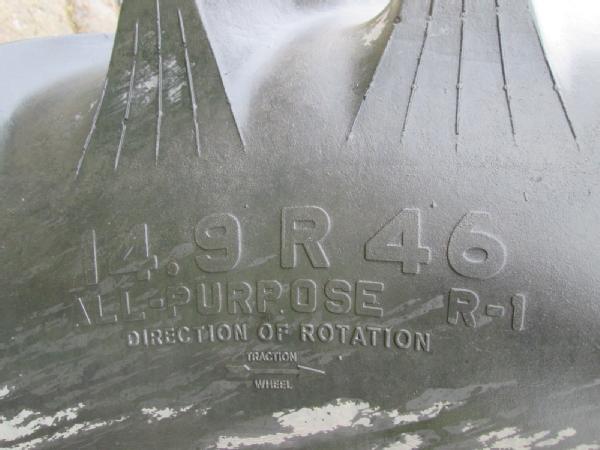 14.9 R 46
ALL-PURPOSE R-1
DIRECTION OF ROTATION
TRACTION
WHEEL